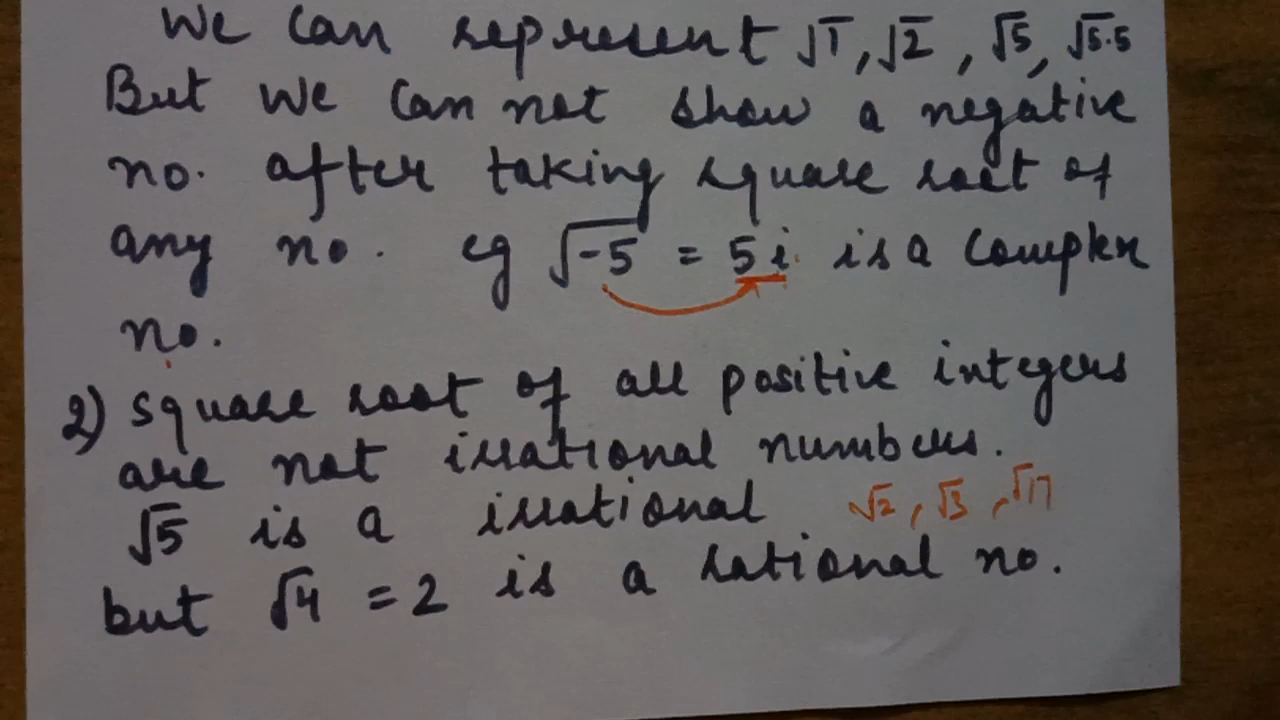 We can represent √1, √2, √5, √5.5
But we can not show a negative
no. after taking square root of
any no. eg √-5 = 5i is a complex
no.
2) square root of all positive integers
are not irrational numbers.
√5 is a irrational √2, √3, √17
but √4 = 2 is a rational no.